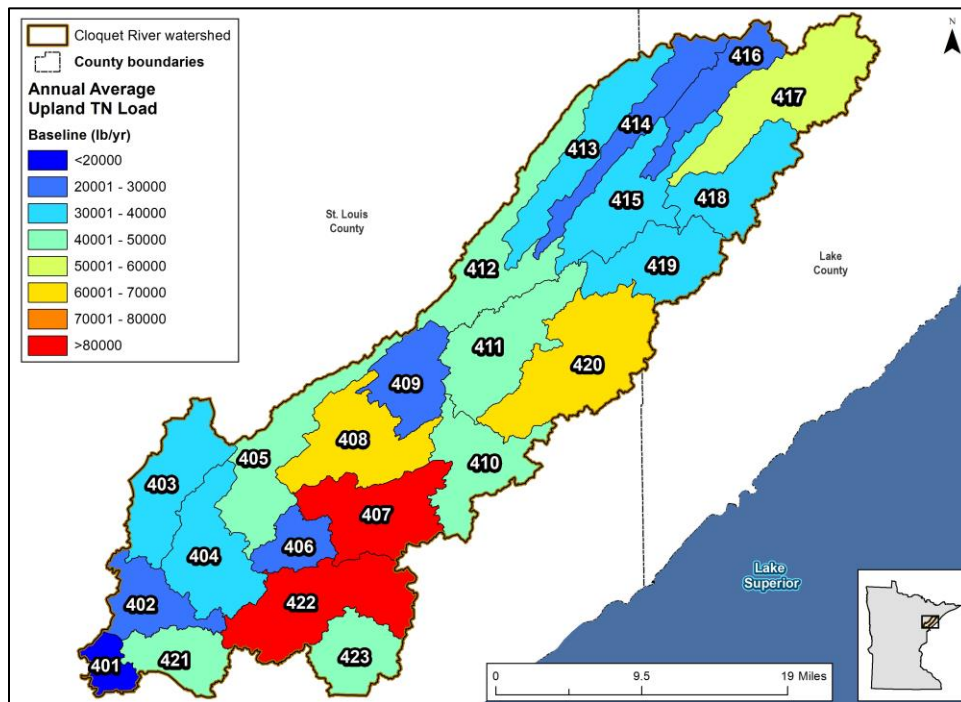 Cloquet River watershed
County boundaries
Annual Average
Upland TN Load
Baseline (lb/yr)
<20000
20001 - 30000
30001 - 40000
40001 - 50000
50001 - 60000
60001 - 70000
70001 - 80000
>80000
N
416
417
414
413
415
418
St. Louis
County
412
419
Lake
County
411
420
409
408
405
410
403
407
406
404
Lake
Superior
402
422
401
421
423
0
9.5
19 Miles